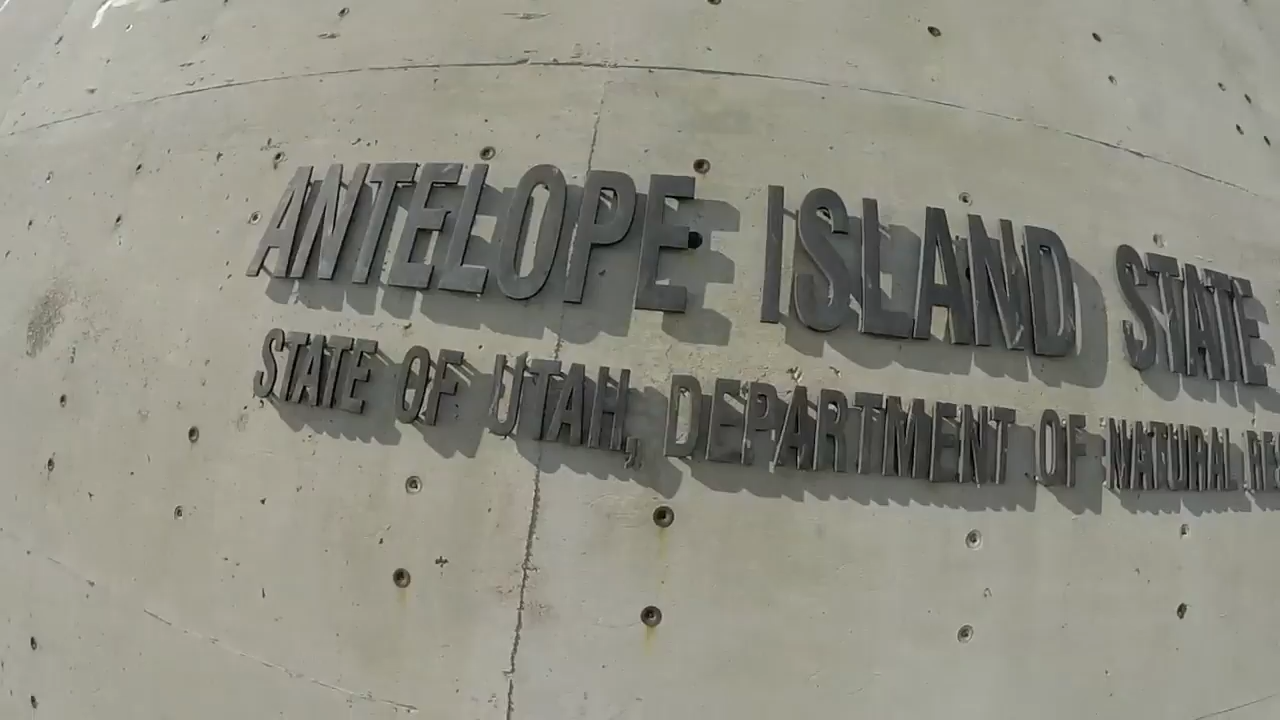 ANTELOPE ISLAND STATE
STATE OF UTAH, DEPARTMENT OF NATURAL